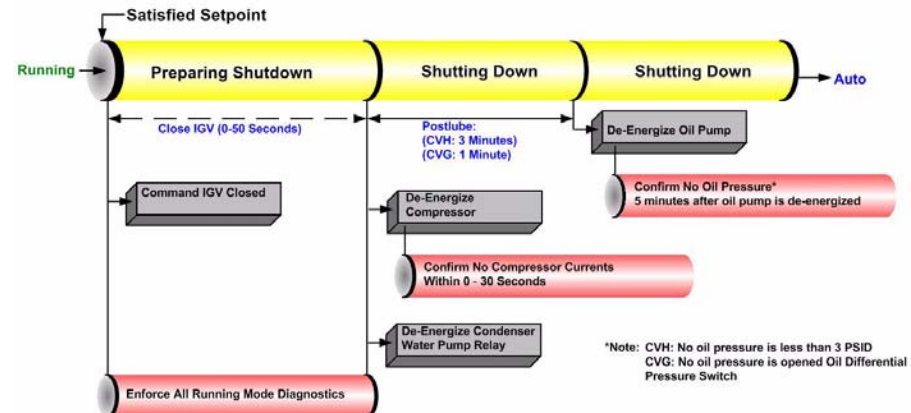 Satisfied Setpoint
Running
Preparing Shutdown
Shutting Down
Shutting Down
Auto
Close IGV (0-50 Seconds)
Postlube:
(CVH: 3 Minutes)
(CVG: 1 Minute)
De-Energize Oil Pump
Confirm No Oil Pressure*
5 minutes after oil pump is de-energized
Command IGV Closed
De-Energize
Compressor
Confirm No Compressor Currents
Within 0 - 30 Seconds
De-Energize Condenser
Water Pump Relay
*Note: CVH: No oil pressure is less than 3 PSID
CVG: No oil pressure is opened Oil Differential
Pressure Switch
Enforce All Running Mode Diagnostics